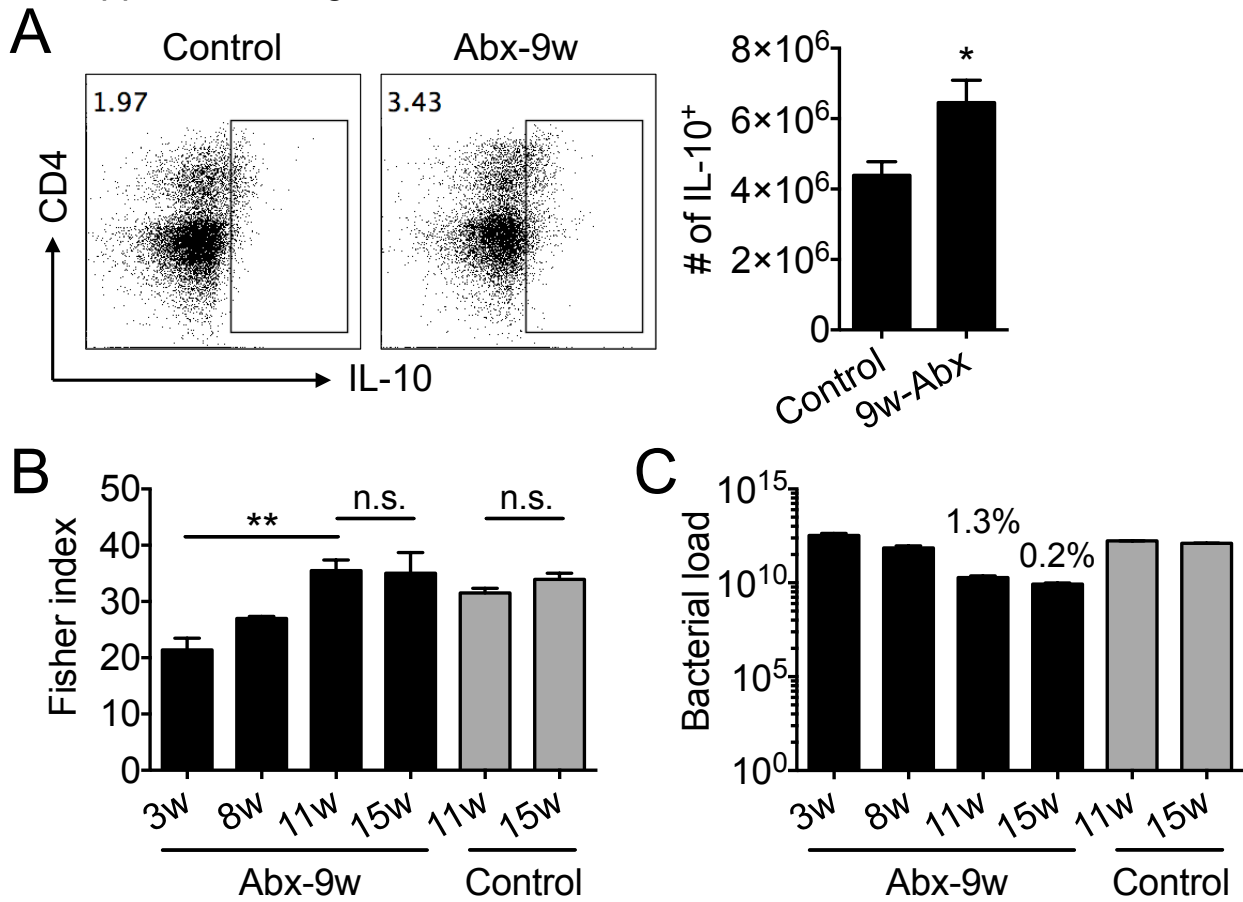 A
Control
Abx-9w
1.97
3.43
CD4
IL-10
8×10⁶
6×10⁶
4×10⁶
2×10⁶
0
# of IL-10⁺
*
Control
9w-Abx
B
50
40
30
20
10
0
Fisher index
**
n.s.
n.s.
3w
8w
11w
15w
11w
15w
Abx-9w
Control
C
10¹⁵
10¹⁰
10⁵
10⁰
Bacterial load
1.3%
0.2%
3w
8w
11w
15w
11w
15w
Abx-9w
Control